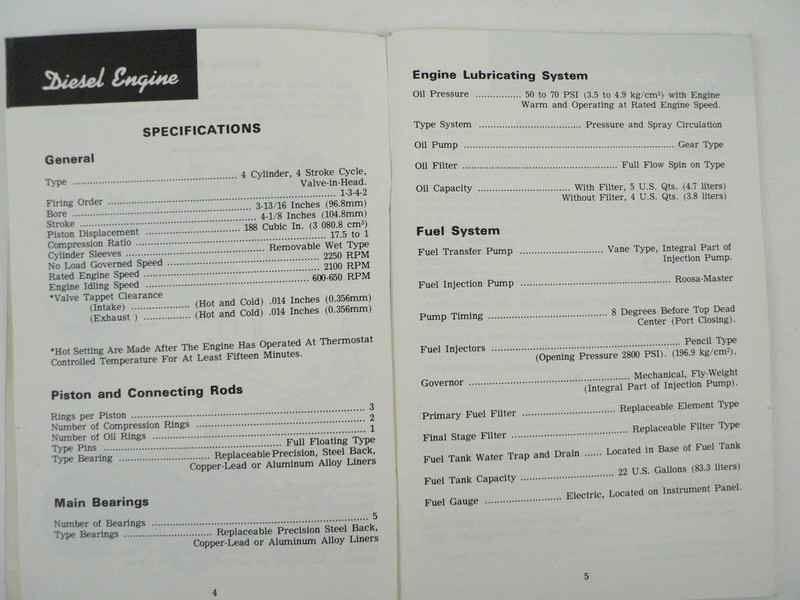 Diesel Engine
SPECIFICATIONS
General
Type ........ 4 Cylinder, 4 Stroke Cycle,
Valve-in-Head.
Firing Order ........ 1-3-4-2
Bore ........ 3-13/16 Inches (96.8mm)
Stroke ........ 4-1/8 Inches (104.8mm)
Piston Displacement ........ 188 Cubic In. (3 080.8 cm³)
Compression Ratio ........ 17.5 to 1
Cylinder Sleeves ........ Removable Wet Type
No Load Governed Speed ........ 2250 RPM
Rated Engine Speed ........ 2100 RPM
Engine Idling Speed ........ 600-650 RPM
*Valve Tappet Clearance
(Intake) ........ (Hot and Cold) .014 Inches (0.356mm)
(Exhaust ) ........ (Hot and Cold) .014 Inches (0.356mm)
*Hot Setting Are Made After The Engine Has Operated At Thermostat
Controlled Temperature For At Least Fifteen Minutes.
Piston and Connecting Rods
Rings per Piston ........ 3
Number of Compression Rings ........ 2
Number of Oil Rings ........ 1
Type Pins ........ Full Floating Type
Type Bearing ........ Replaceable Precision, Steel Back,
Copper-Lead or Aluminum Alloy Liners
Main Bearings
Number of Bearings ........ 5
Type Bearings ........ Replaceable Precision Steel Back,
Copper-Lead or Aluminum Alloy Liners
4
Engine Lubricating System
Oil Pressure ........ 50 to 70 PSI (3.5 to 4.9 kg/cm²) with Engine
Warm and Operating at Rated Engine Speed.
Type System ........ Pressure and Spray Circulation
Oil Pump ........ Gear Type
Oil Filter ........ Full Flow Spin on Type
Oil Capacity ........ With Filter, 5 U.S. Qts. (4.7 liters)
Without Filter, 4 U.S. Qts. (3.8 liters)
Fuel System
Fuel Transfer Pump ........ Vane Type, Integral Part of
Injection Pump.
Fuel Injection Pump ........ Roosa-Master
Pump Timing ........ 8 Degrees Before Top Dead
Center (Port Closing).
Fuel Injectors ........ Pencil Type
(Opening Pressure 2800 PSI). (196.9 kg/cm²).
Governor ........ Mechanical, Fly-Weight
(Integral Part of Injection Pump).
Primary Fuel Filter ........ Replaceable Element Type
Final Stage Filter ........ Replaceable Filter Type
Fuel Tank Water Trap and Drain ...... Located in Base of Fuel Tank
Fuel Tank Capacity ........ 22 U.S. Gallons (83.3 liters)
Fuel Gauge ........ Electric, Located on Instrument Panel.
5